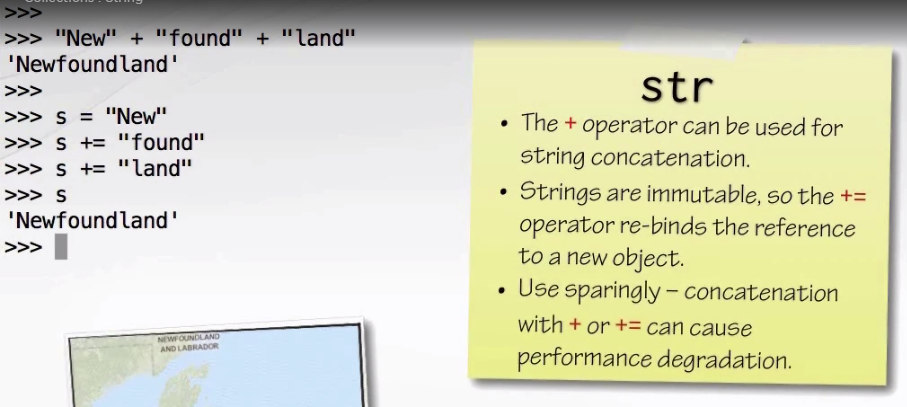 Collections : String
>>>
>>> "New" + "found" + "land"
'Newfoundland'
>>>
>>> s = "New"
>>> s += "found"
>>> s += "land"
>>> s
'Newfoundland'
>>>
str
• The + operator can be used for
string concatenation.
• Strings are immutable, so the +=
operator re-binds the reference
to a new object.
• Use sparingly – concatenation
with + or += can cause
performance degradation.
NEWFOUNDLAND
AND LABRADOR